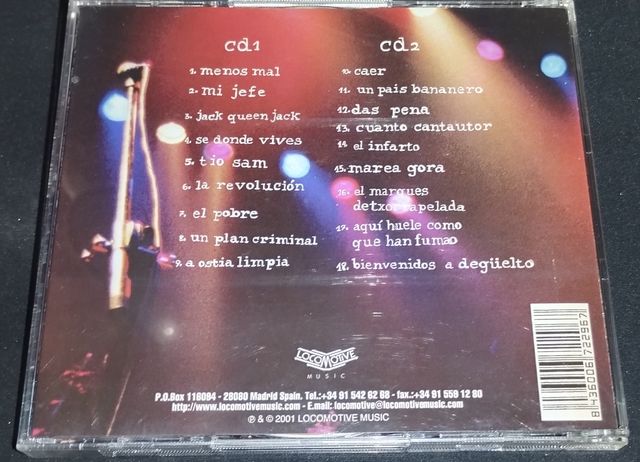 cd1
1. menos mal
2. mi jefe
3. jack queen jack
4. se donde vives
5. tio sam
6. la revolución
7. el pobre
8. un plan criminal
9. a ostia limpia
cd2
10. caer
11. un pais bananero
12. das pena
13. cuanto cantautor
14. el infarto
15. marea gora
16. el marques
detxorrapelada
17. aquí huele como
que han fumao
18. bienvenidos a degüelto
LOCOMOTIVE
MUSIC
P.O.Box 116094 - 28080 Madrid Spain. Tel.:+34 91 542 62 68 - fax.:+34 91 559 12 80
http://www.locomotivemusic.com - E.mail: locomotive@locomotivemusic.com
℗ & © 2001 LOCOMOTIVE MUSIC
8 436006 722967